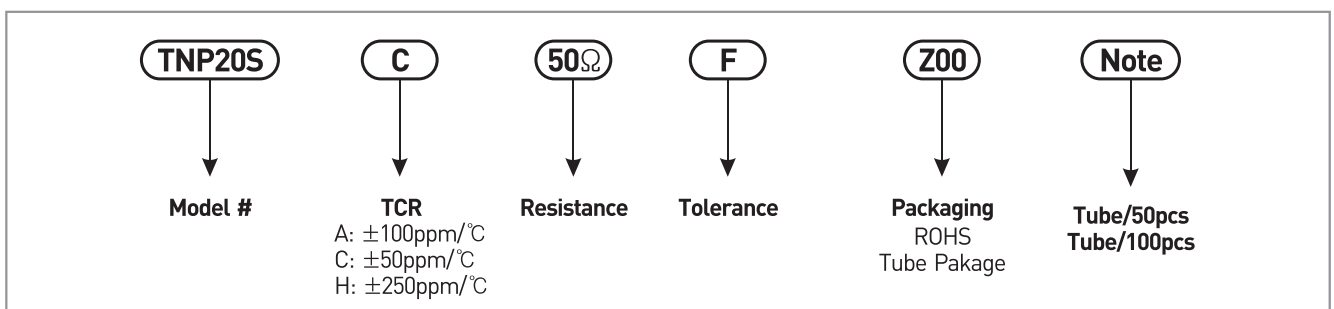 TNP20S C 50Ω F Z00 Note
Model # TCR Resistance Tolerance Packaging Tube/50pcs
A: ±100ppm/℃ ROHS Tube/100pcs
C: ±50ppm/℃ Tube Pakage
H: ±250ppm/℃